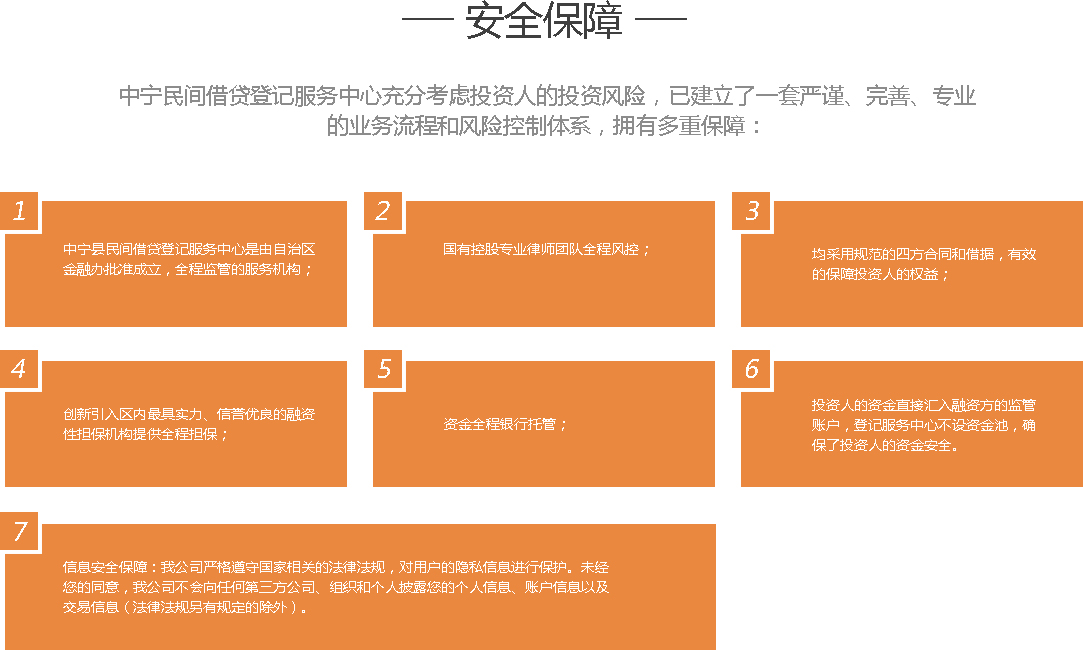 安全保障
中宁民间借贷登记服务中心充分考虑投资人的投资风险，已建立了一套严谨、完善、专业
的业务流程和风险控制体系，拥有多重保障：
1
中宁县民间借贷登记服务中心是由自治区
金融办批准成立，全程监管的服务机构；
2
国有控股专业律师团队全程风控；
3
均采用规范的四方合同和借据，有效
的保障投资人的权益；
4
创新引入区内最具实力、信誉优良的融资
性担保机构提供全程担保；
5
资金全程银行托管；
6
投资人的资金直接汇入融资方的监管
账户，登记服务中心不设资金池，确
保了投资人的资金安全。
7
信息安全保障：我公司严格遵守国家相关的法律法规，对用户的隐私信息进行保护。未经
您的同意，我公司不会向任何第三方公司、组织和个人披露您的个人信息、账户信息以及
交易信息（法律法规另有规定的除外）。